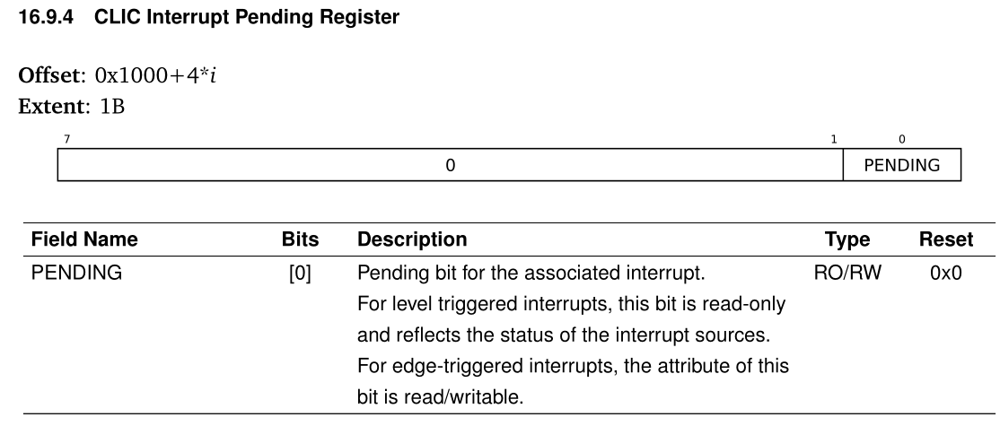 16.9.4 CLIC Interrupt Pending Register
Offset: 0x1000+4*i
Extent: 1B
7 1 0
0 PENDING
Field Name Bits Description Type Reset
PENDING [0] Pending bit for the associated interrupt. RO/RW 0x0
For level triggered interrupts, this bit is read-only
and reflects the status of the interrupt sources.
For edge-triggered interrupts, the attribute of this
bit is read/writable.